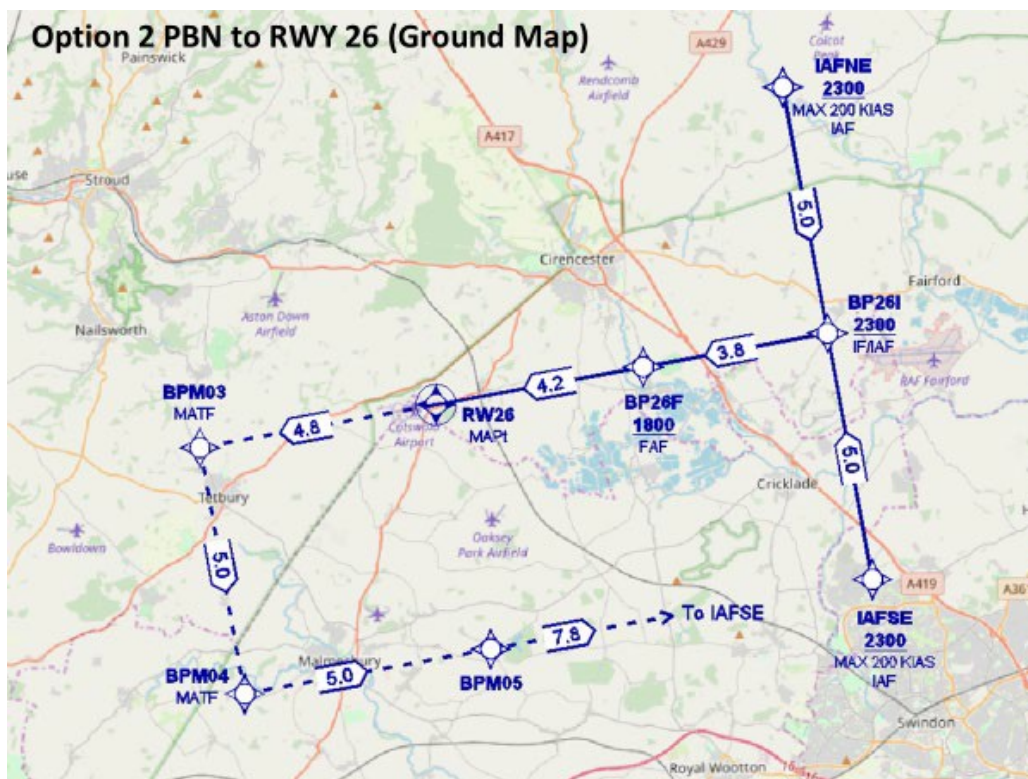 Option 2 PBN to RWY 26 (Ground Map)
Painswick
A429
Colcot
Peak
Rendcomb
Airfield
IAFNE
2300
MAX 200 KIAS
IAF
A417
Stroud
5.0
Cirencester
Fairford
Aston Down
Airfield
Nailsworth
BP26I
2300
IF/IAF
3.8
RAF Fairford
4.2
BP26F
1800
FAF
BPM03
MATF
4.8
RW26
MAPt
Cotswold
Airport
Cricklade
5.0
Tetbury
Bowldown
Oaksey
Park Airfield
5.0
A419
A36
To IAFSE
IAFSE
2300
MAX 200 KIAS
IAF
7.8
Malmesbury
BPM04
MATF
5.0
BPM05
Swindon
Royal Wootton